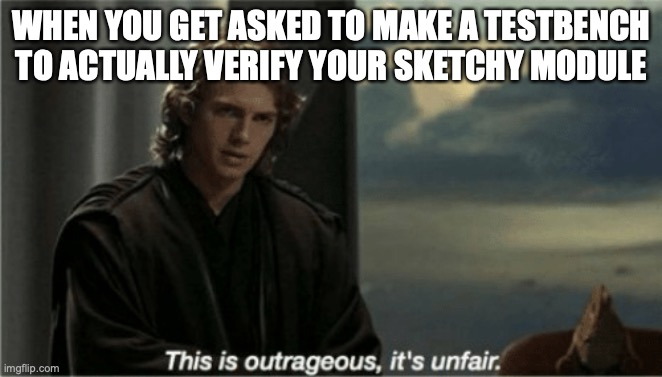 WHEN YOU GET ASKED TO MAKE A TESTBENCH
TO ACTUALLY VERIFY YOUR SKETCHY MODULE
This is outrageous, it's unfair.
imgflip.com